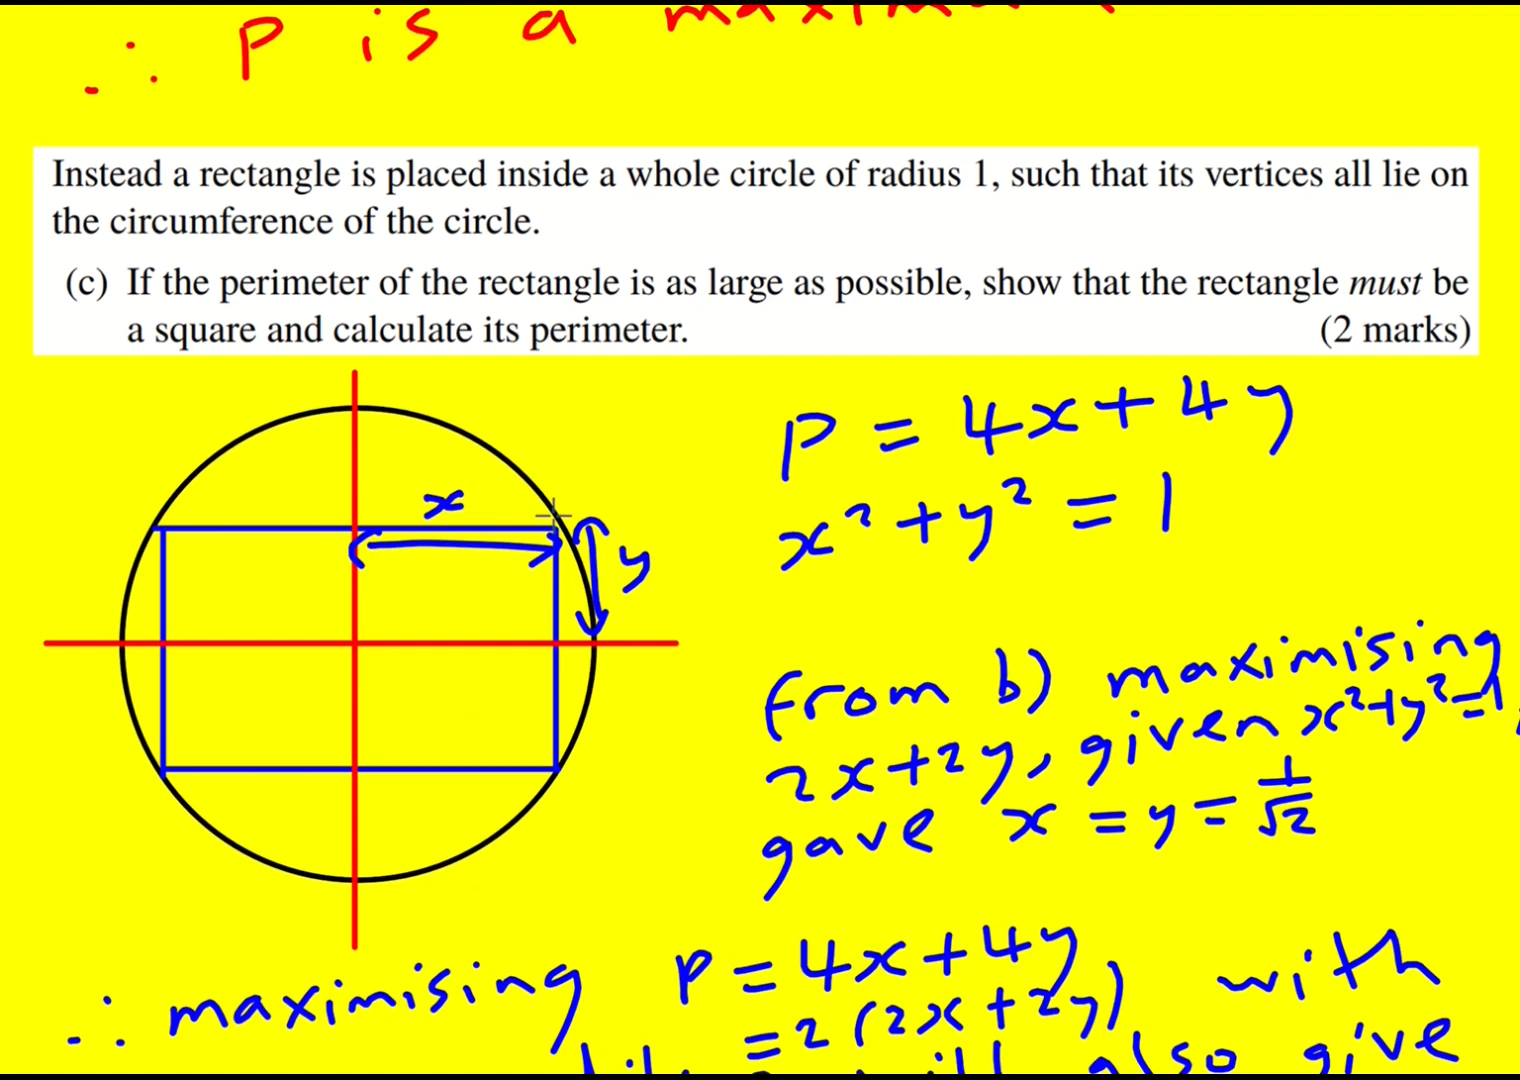 ∴ P is a
Instead a rectangle is placed inside a whole circle of radius 1, such that its vertices all lie on
the circumference of the circle.
(c) If the perimeter of the rectangle is as large as possible, show that the rectangle must be
a square and calculate its perimeter. (2 marks)
P = 4x + 4y
x
x² + y² = 1
y
from b) maximising
2x + 2y, given x² + y² = 1,
gave x = y = 1/√2
∴ maximising P = 4x + 4y with
= 2(2x + 2y)
will also give